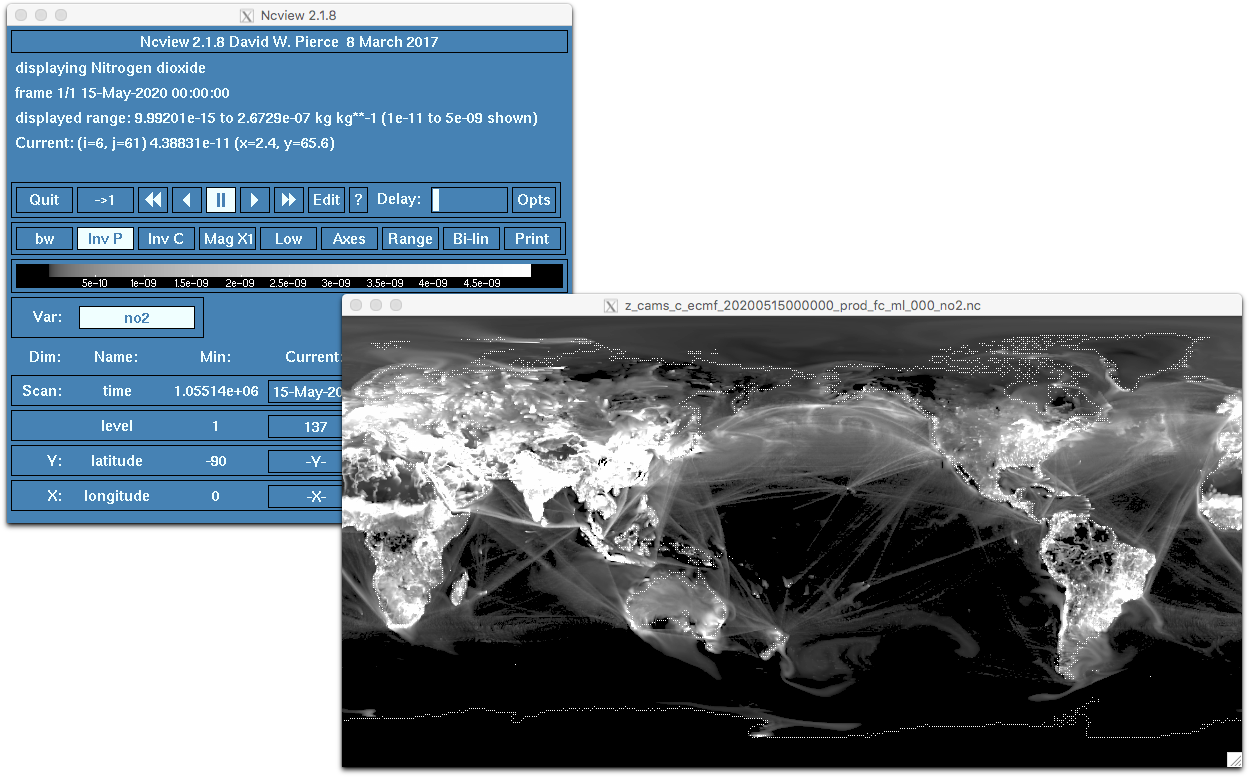 Ncview 2.1.8
Ncview 2.1.8 David W. Pierce 8 March 2017
displaying Nitrogen dioxide
frame 1/1 15-May-2020 00:00:00
displayed range: 9.99201e-15 to 2.6729e-07 kg kg**-1 (1e-11 to 5e-09 shown)
Current: (i=6, j=61) 4.38831e-11 (x=2.4, y=65.6)
Quit ->1 Edit ? Delay: Opts
bw Inv P Inv C Mag X1 Low Axes Range Bi-lin Print
5e-10 1e-09 1.5e-09 2e-09 2.5e-09 3e-09 3.5e-09 4e-09 4.5e-09
Var: no2
Dim: Name: Min: Current:
Scan: time 1.05514e+06 15-May-20
level 1 137
Y: latitude -90 -Y-
X: longitude 0 -X-
z_cams_c_ecmf_20200515000000_prod_fc_ml_000_no2.nc